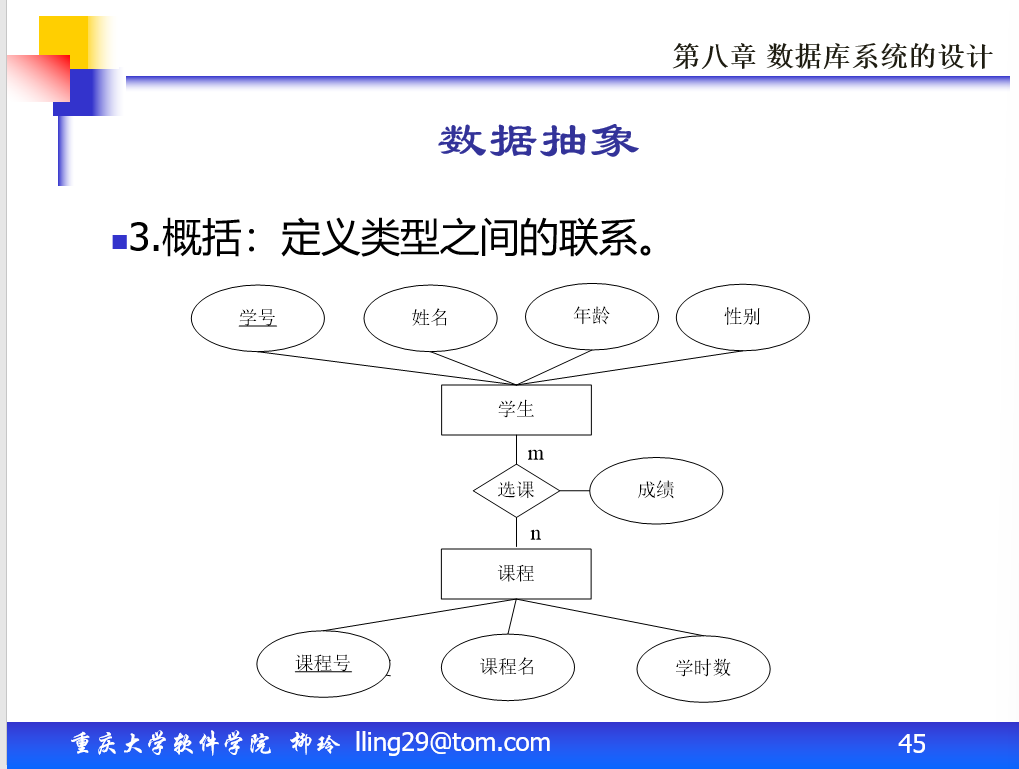 第八章 数据库系统的设计
数据抽象
3.概括：定义类型之间的联系。
学号 姓名 年龄 性别
学生
m
选课 成绩
n
课程
课程号 课程名 学时数
重庆大学软件学院 柳玲 lling29@tom.com 45